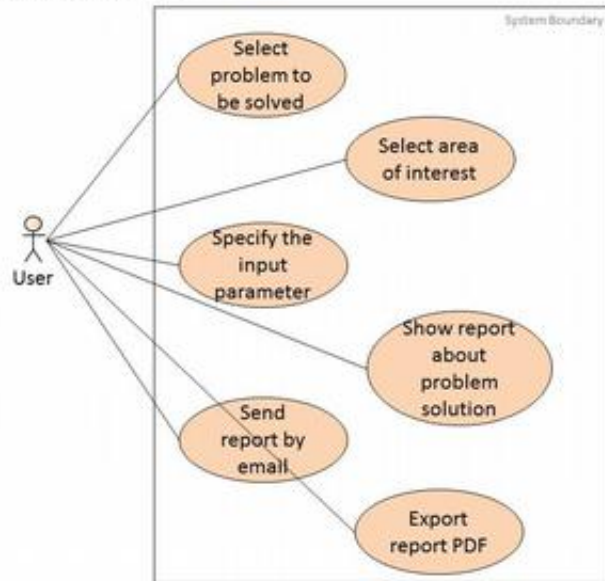 System Boundary
Select
problem to
be solved
Select area
of interest
User
Specify the
input
parameter
Show report
about
problem
solution
Send
report by
email
Export
report PDF